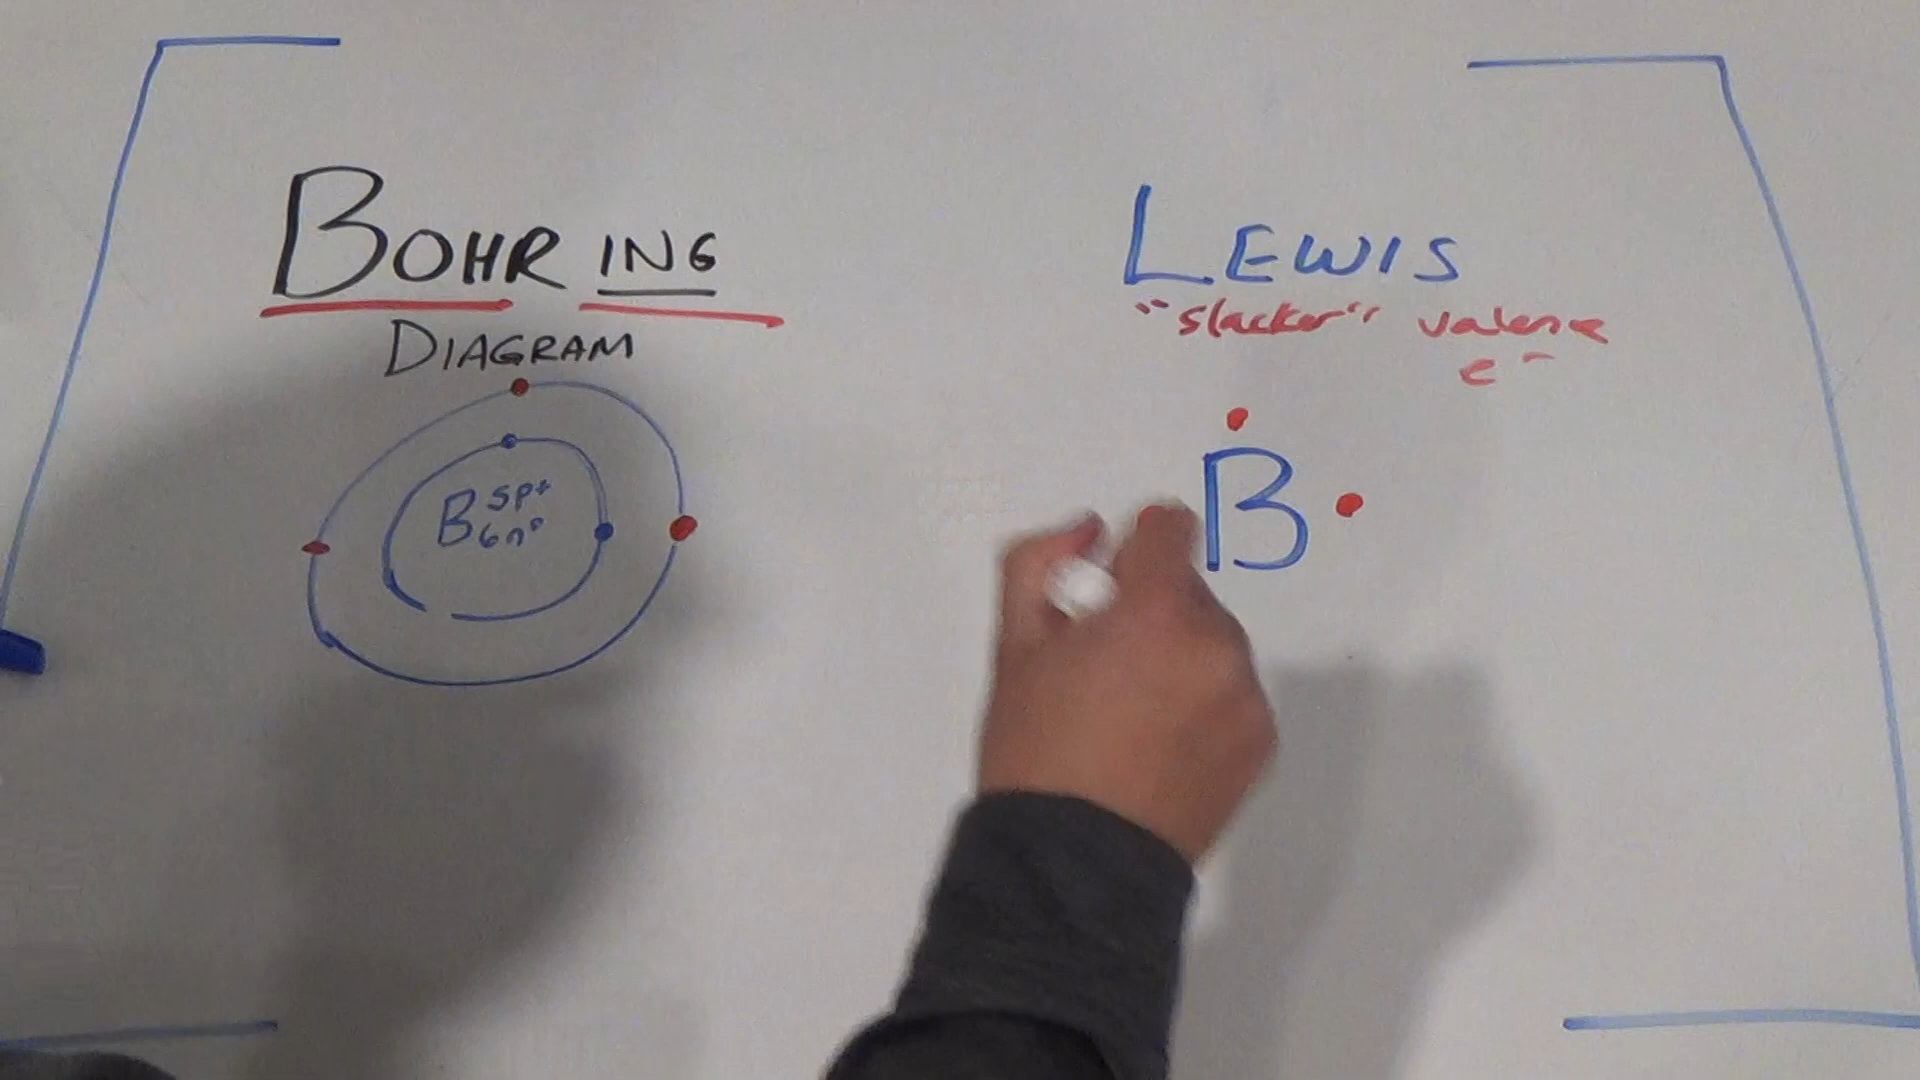 BOHR ING
DIAGRAM
B 5p+
6n°
LEWIS
"slacker" valence
e-
B